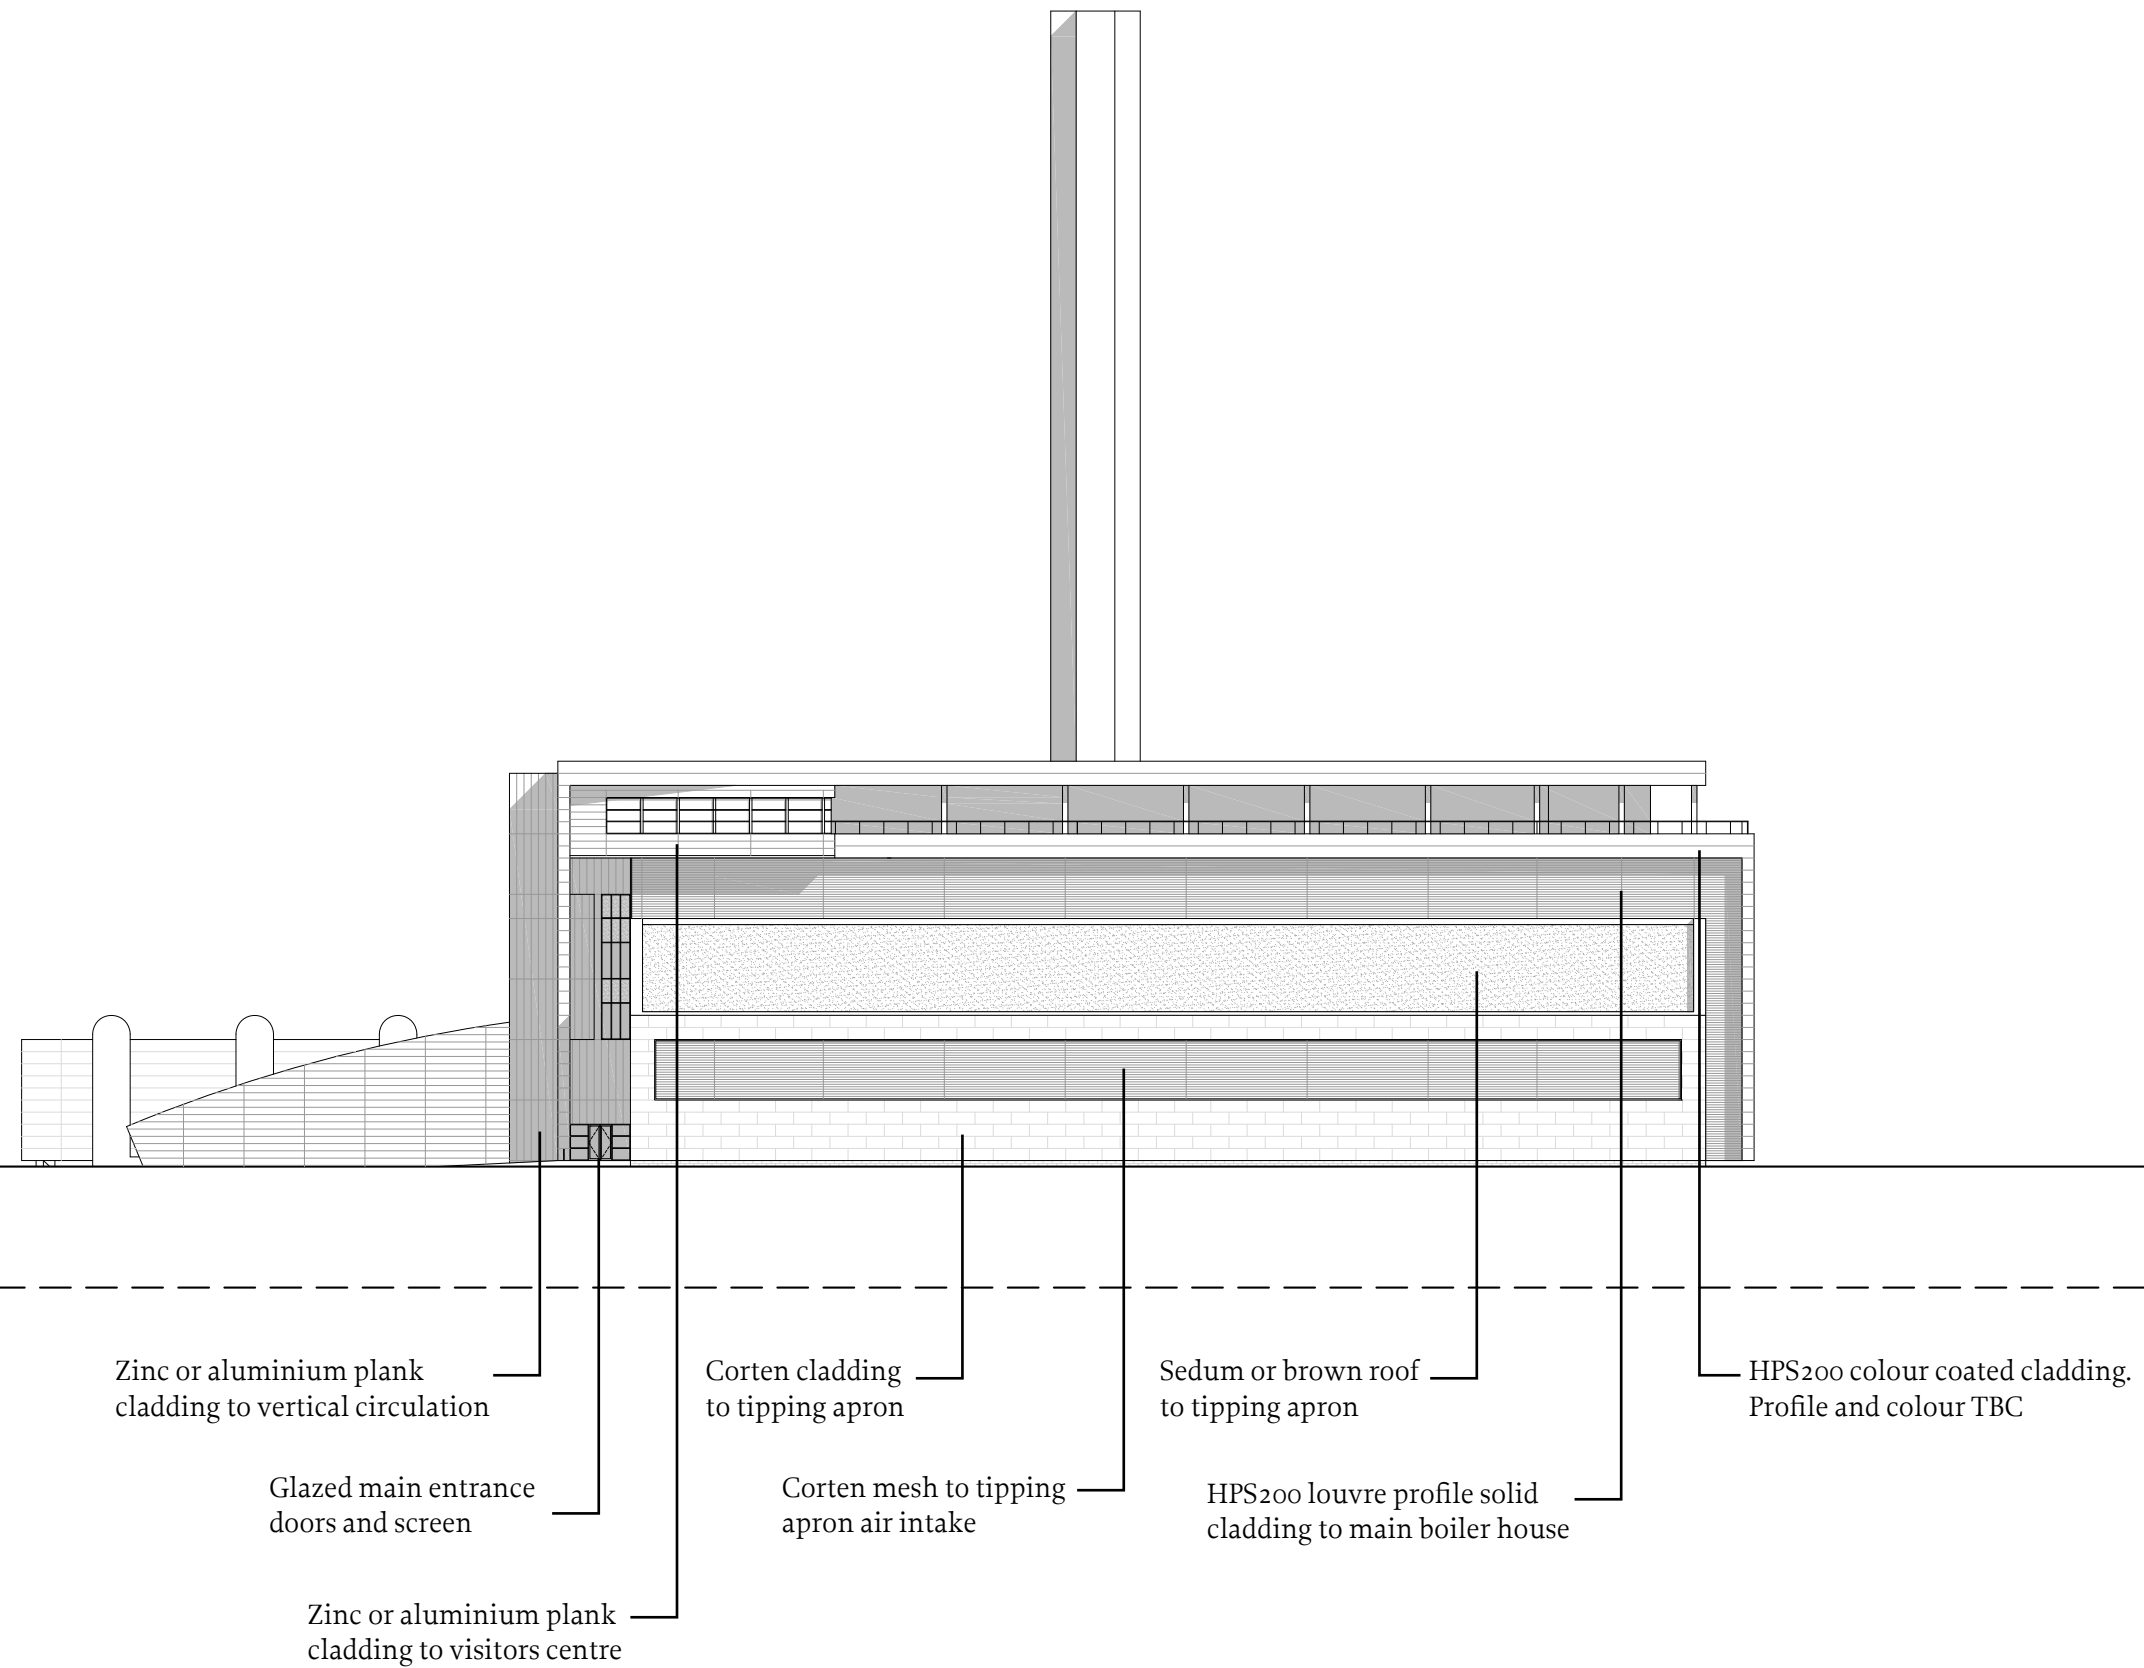 Zinc or aluminium plank
cladding to vertical circulation
Corten cladding
to tipping apron
Sedum or brown roof
to tipping apron
HPS200 colour coated cladding.
Profile and colour TBC
Glazed main entrance
doors and screen
Corten mesh to tipping
apron air intake
HPS200 louvre profile solid
cladding to main boiler house
Zinc or aluminium plank
cladding to visitors centre